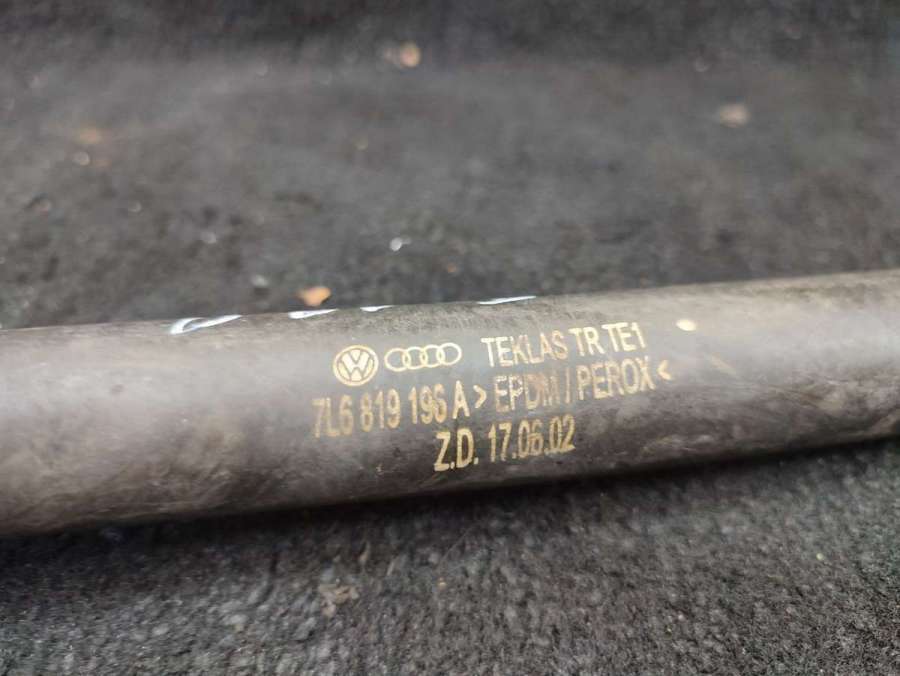 TEKLAS TR TE1
7L6 819 196 A > EPDM / PEROX <
Z.D. 17.06.02